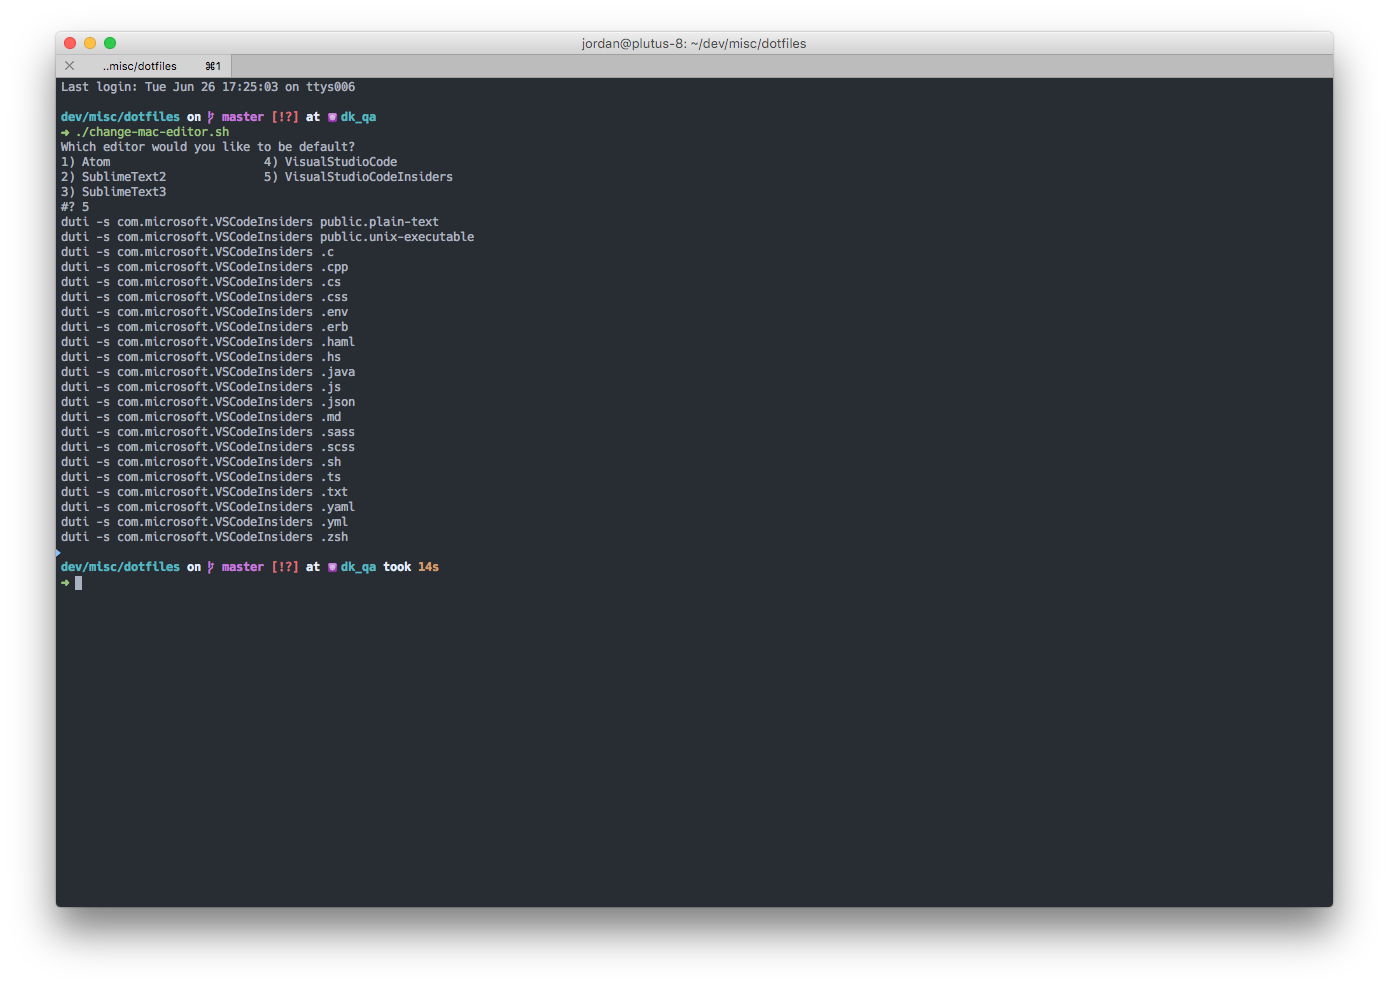 jordan@plutus-8: ~/dev/misc/dotfiles
..misc/dotfiles ⌘1
Last login: Tue Jun 26 17:25:03 on ttys006
dev/misc/dotfiles on master [!?] at dk_qa
➜ ./change-mac-editor.sh
Which editor would you like to be default?
1) Atom 4) VisualStudioCode
2) SublimeText2 5) VisualStudioCodeInsiders
3) SublimeText3
#? 5
duti -s com.microsoft.VSCodeInsiders public.plain-text
duti -s com.microsoft.VSCodeInsiders public.unix-executable
duti -s com.microsoft.VSCodeInsiders .c
duti -s com.microsoft.VSCodeInsiders .cpp
duti -s com.microsoft.VSCodeInsiders .cs
duti -s com.microsoft.VSCodeInsiders .css
duti -s com.microsoft.VSCodeInsiders .env
duti -s com.microsoft.VSCodeInsiders .erb
duti -s com.microsoft.VSCodeInsiders .haml
duti -s com.microsoft.VSCodeInsiders .hs
duti -s com.microsoft.VSCodeInsiders .java
duti -s com.microsoft.VSCodeInsiders .js
duti -s com.microsoft.VSCodeInsiders .json
duti -s com.microsoft.VSCodeInsiders .md
duti -s com.microsoft.VSCodeInsiders .sass
duti -s com.microsoft.VSCodeInsiders .scss
duti -s com.microsoft.VSCodeInsiders .sh
duti -s com.microsoft.VSCodeInsiders .ts
duti -s com.microsoft.VSCodeInsiders .txt
duti -s com.microsoft.VSCodeInsiders .yaml
duti -s com.microsoft.VSCodeInsiders .yml
duti -s com.microsoft.VSCodeInsiders .zsh
dev/misc/dotfiles on master [!?] at dk_qa took 14s
➜